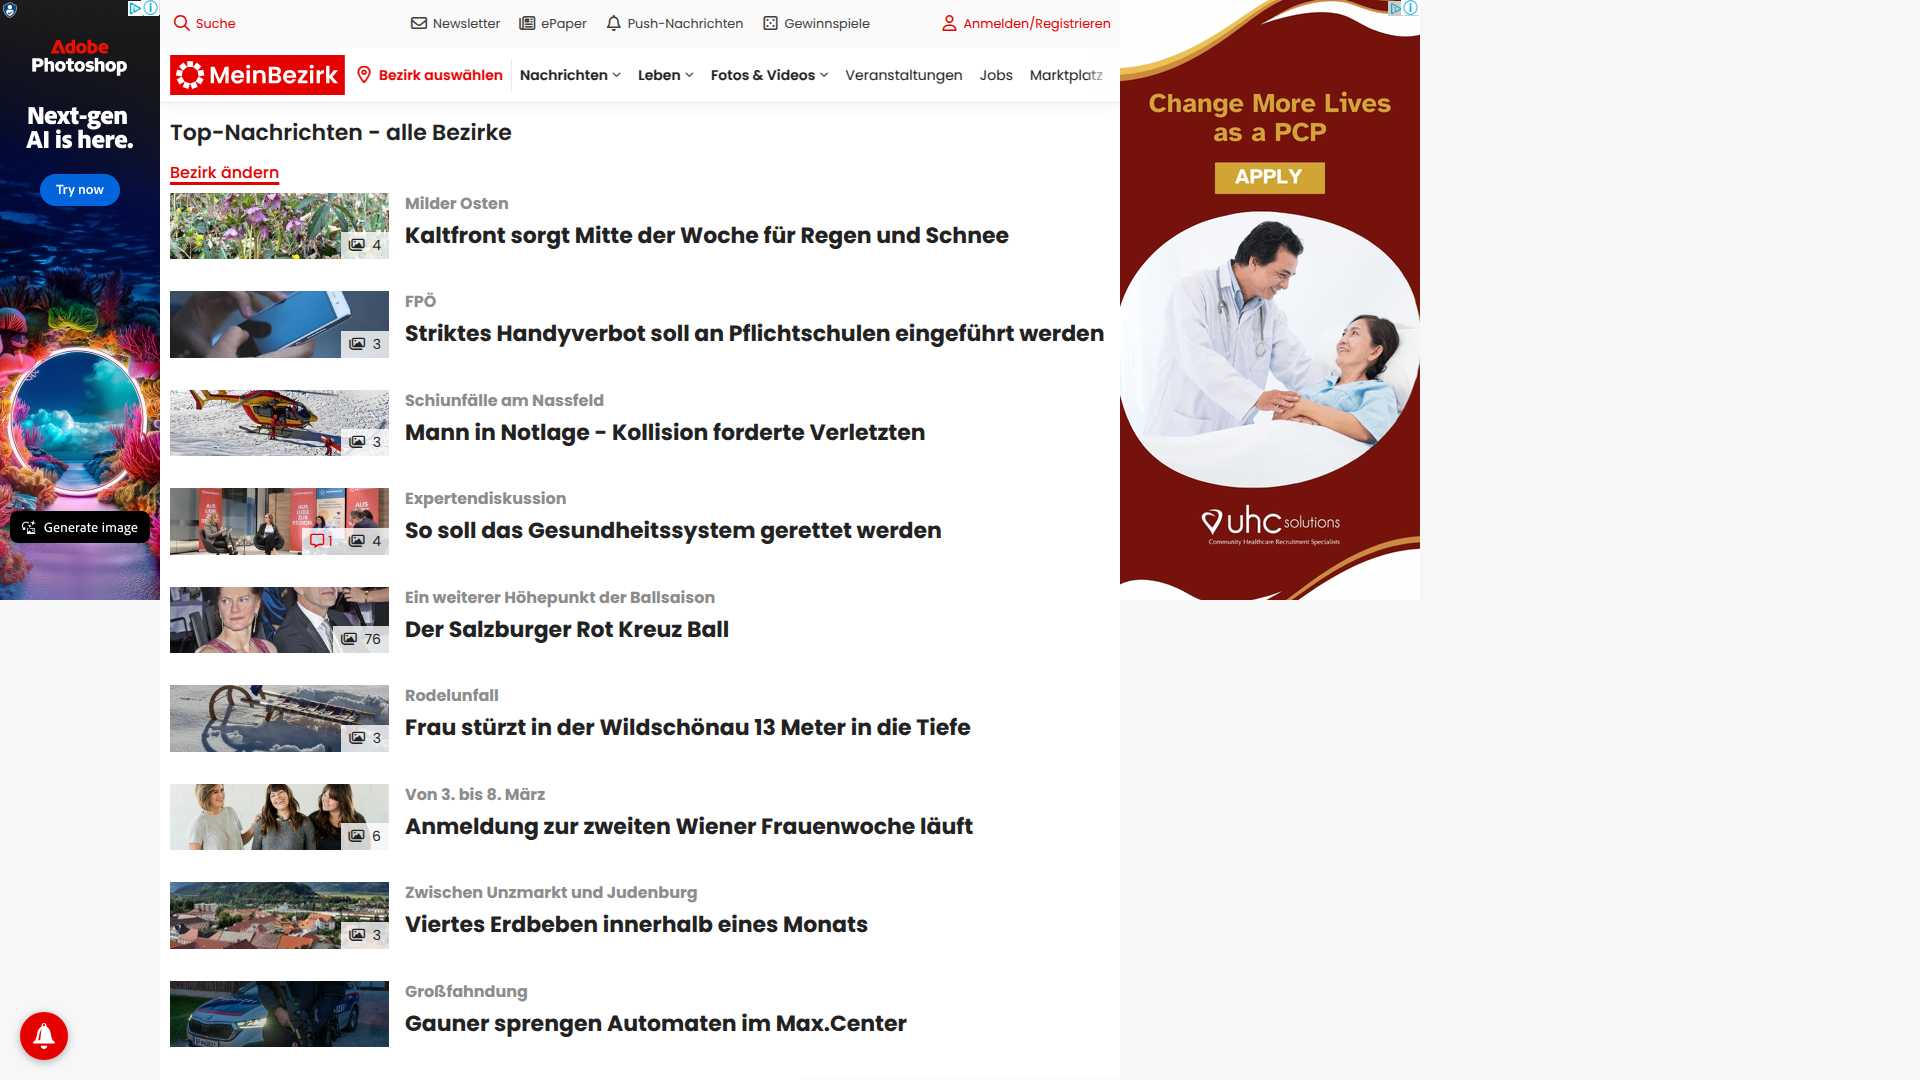 Adobe
Photoshop
Next-gen
AI is here.
Try now
Generate image
Suche
Newsletter
ePaper
Push-Nachrichten
Gewinnspiele
Anmelden/Registrieren
MeinBezirk
Bezirk auswählen
Nachrichten
Leben
Fotos & Videos
Veranstaltungen
Jobs
Marktplatz
Top-Nachrichten - alle Bezirke
Bezirk ändern
4
Milder Osten
Kaltfront sorgt Mitte der Woche für Regen und Schnee
3
FPÖ
Striktes Handyverbot soll an Pflichtschulen eingeführt werden
3
Schiunfälle am Nassfeld
Mann in Notlage - Kollision forderte Verletzten
1
4
Expertendiskussion
So soll das Gesundheitssystem gerettet werden
76
Ein weiterer Höhepunkt der Ballsaison
Der Salzburger Rot Kreuz Ball
3
Rodelunfall
Frau stürzt in der Wildschönau 13 Meter in die Tiefe
6
Von 3. bis 8. März
Anmeldung zur zweiten Wiener Frauenwoche läuft
3
Zwischen Unzmarkt und Judenburg
Viertes Erdbeben innerhalb eines Monats
Großfahndung
Gauner sprengen Automaten im Max.Center
Change More Lives
as a PCP
APPLY
uhc solutions
Community Healthcare Recruitment Specialists